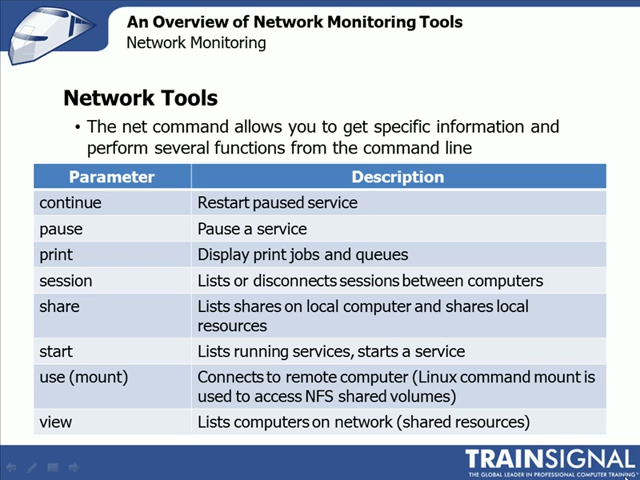 An Overview of Network Monitoring Tools
Network Monitoring
Network Tools
• The net command allows you to get specific information and
perform several functions from the command line
Parameter Description
continue Restart paused service
pause Pause a service
print Display print jobs and queues
session Lists or disconnects sessions between computers
share Lists shares on local computer and shares local
resources
start Lists running services, starts a service
use (mount) Connects to remote computer (Linux command mount is
used to access NFS shared volumes)
view Lists computers on network (shared resources)
TRAINSIGNAL
THE GLOBAL LEADER IN PROFESSIONAL COMPUTER TRAINING